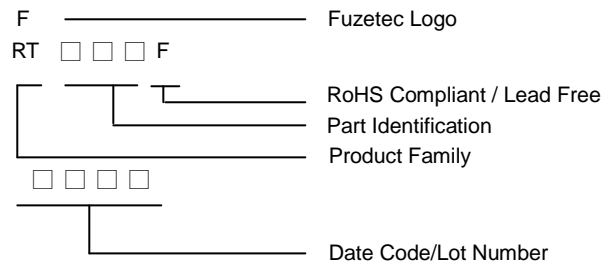 F Fuzetec Logo
RT □ □ □ F
RoHS Compliant / Lead Free
Part Identification
Product Family
□ □ □ □
Date Code/Lot Number